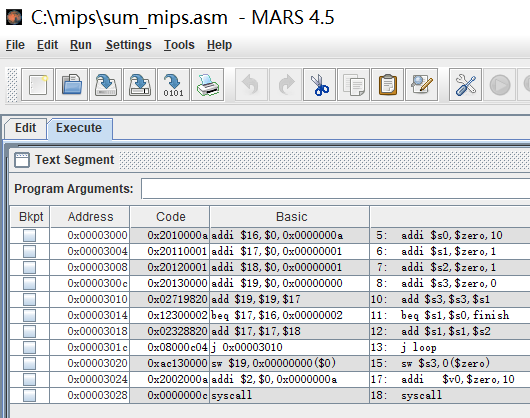 C:\mips\sum_mips.asm - MARS 4.5
File Edit Run Settings Tools Help
0101
Edit Execute
Text Segment
Program Arguments:
Bkpt Address Code Basic
0x00003000 0x2010000a addi $16,$0,0x0000000a 5: addi $s0,$zero,10
0x00003004 0x20110001 addi $17,$0,0x00000001 6: addi $s1,$zero,1
0x00003008 0x20120001 addi $18,$0,0x00000001 7: addi $s2,$zero,1
0x0000300c 0x20130000 addi $19,$0,0x00000000 8: addi $s3,$zero,0
0x00003010 0x02719820 add $19,$19,$17 10: add $s3,$s3,$s1
0x00003014 0x12300002 beq $17,$16,0x00000002 11: beq $s1,$s0,finish
0x00003018 0x02328820 add $17,$17,$18 12: add $s1,$s1,$s2
0x0000301c 0x08000c04 j 0x00003010 13: j loop
0x00003020 0xac130000 sw $19,0x00000000($0) 15: sw $s3,0($zero)
0x00003024 0x2002000a addi $2,$0,0x0000000a 17: addi $v0,$zero,10
0x00003028 0x0000000c syscall 18: syscall